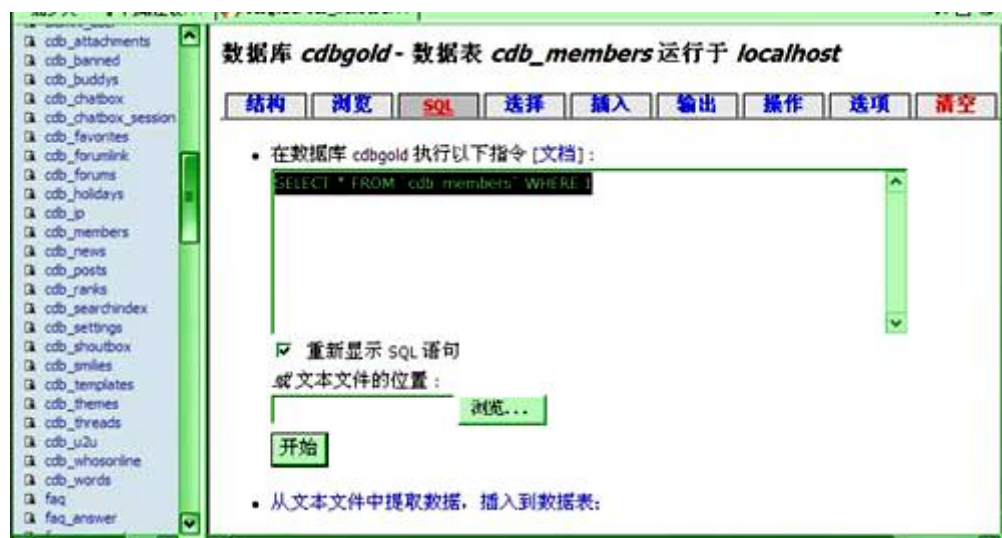 cdb_attachments
cdb_banned
cdb_buddys
cdb_chatbox
cdb_chatbox_session
cdb_favorites
cdb_forumlink
cdb_forums
cdb_holidays
cdb_ip
cdb_members
cdb_news
cdb_posts
cdb_ranks
cdb_searchindex
cdb_settings
cdb_shoutbox
cdb_smilies
cdb_templates
cdb_themes
cdb_threads
cdb_u2u
cdb_whosonline
cdb_words
faq
faq_answer
数据库 cdbgold - 数据表 cdb_members 运行于 localhost
结构 浏览 SQL 选择 插入 输出 操作 选项 清空
• 在数据库 cdbgold 执行以下指令 [文档]：
SELECT * FROM `cdb_members` WHERE 1
重新显示 SQL 语句
或 文本文件的位置：
浏览...
开始
• 从文本文件中提取数据，插入到数据表：